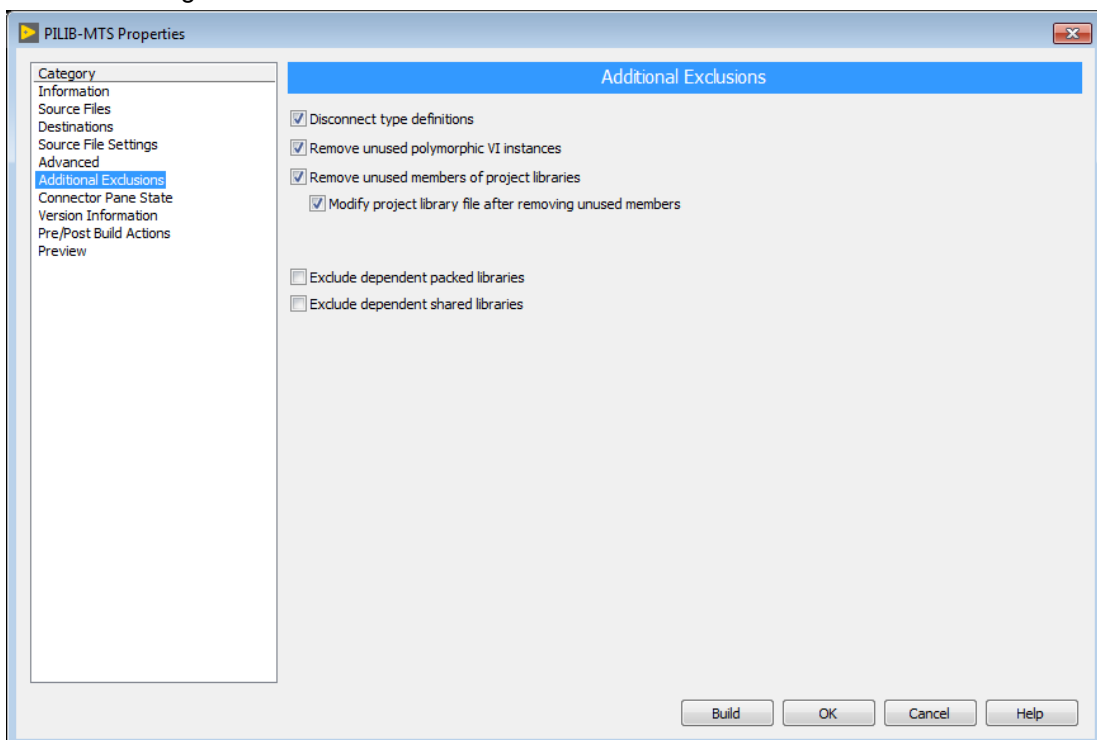 PILIB-MTS Properties
Category
Information
Source Files
Destinations
Source File Settings
Advanced
Additional Exclusions
Connector Pane State
Version Information
Pre/Post Build Actions
Preview
Additional Exclusions
Disconnect type definitions
Remove unused polymorphic VI instances
Remove unused members of project libraries
Modify project library file after removing unused members
Exclude dependent packed libraries
Exclude dependent shared libraries
Build
OK
Cancel
Help